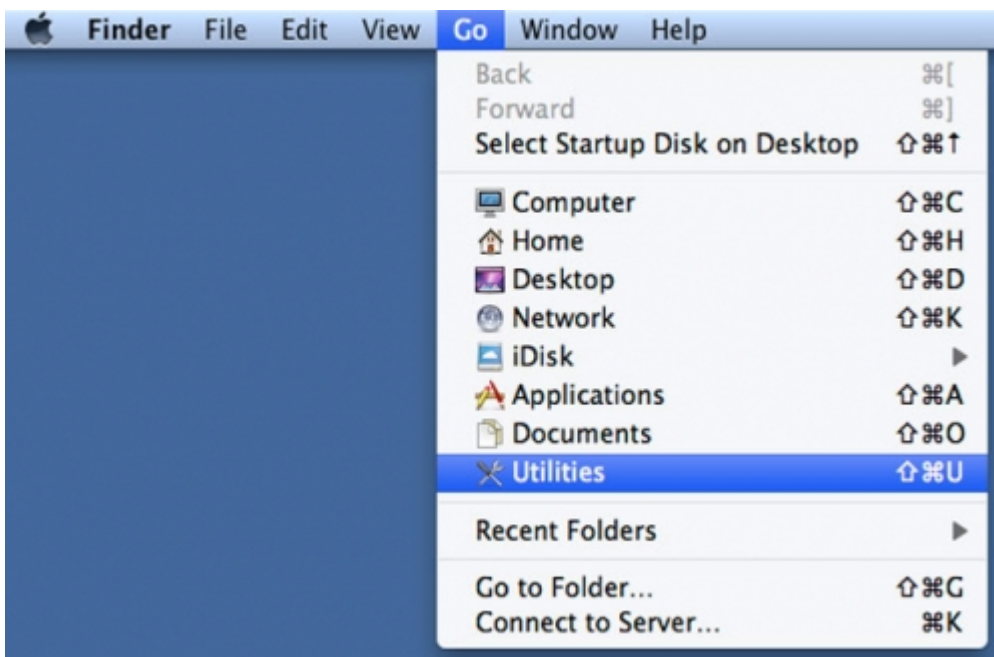 Finder File Edit View Go Window Help
Back ⌘[
Forward ⌘]
Select Startup Disk on Desktop ⇧⌘↑
Computer ⇧⌘C
Home ⇧⌘H
Desktop ⇧⌘D
Network ⇧⌘K
iDisk ▶
Applications ⇧⌘A
Documents ⇧⌘O
Utilities ⇧⌘U
Recent Folders ▶
Go to Folder... ⇧⌘G
Connect to Server... ⌘K